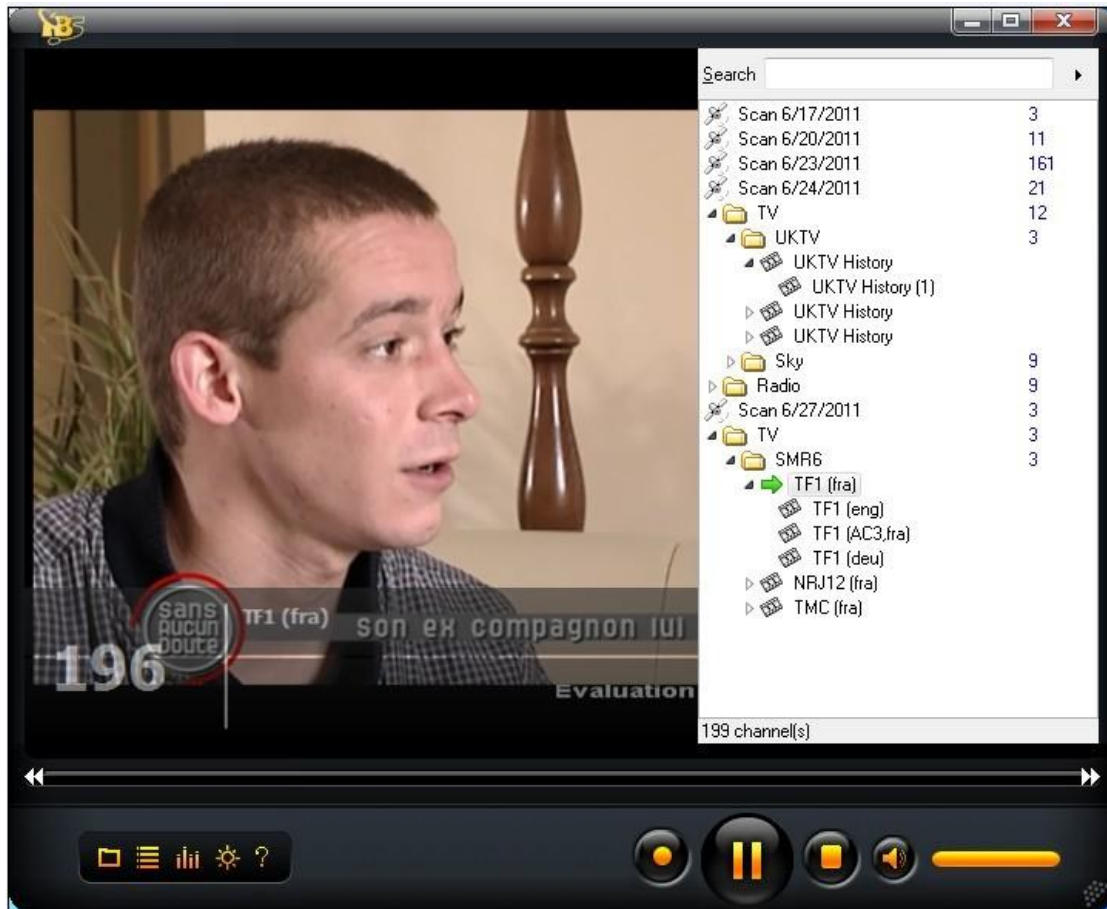 NBS
Search
Scan 6/17/2011 3
Scan 6/20/2011 11
Scan 6/23/2011 161
Scan 6/24/2011 21
TV 12
UKTV 3
UKTV History
UKTV History (1)
UKTV History
UKTV History
Sky 9
Radio 9
Scan 6/27/2011 3
TV 3
SMR6 3
TF1 (fra)
TF1 (eng)
TF1 (AC3,fra)
TF1 (deu)
NRJ12 (fra)
TMC (fra)
199 channel(s)
sans
aucun
doute
TF1 (fra)
son ex compagnon lui
196
Evaluation